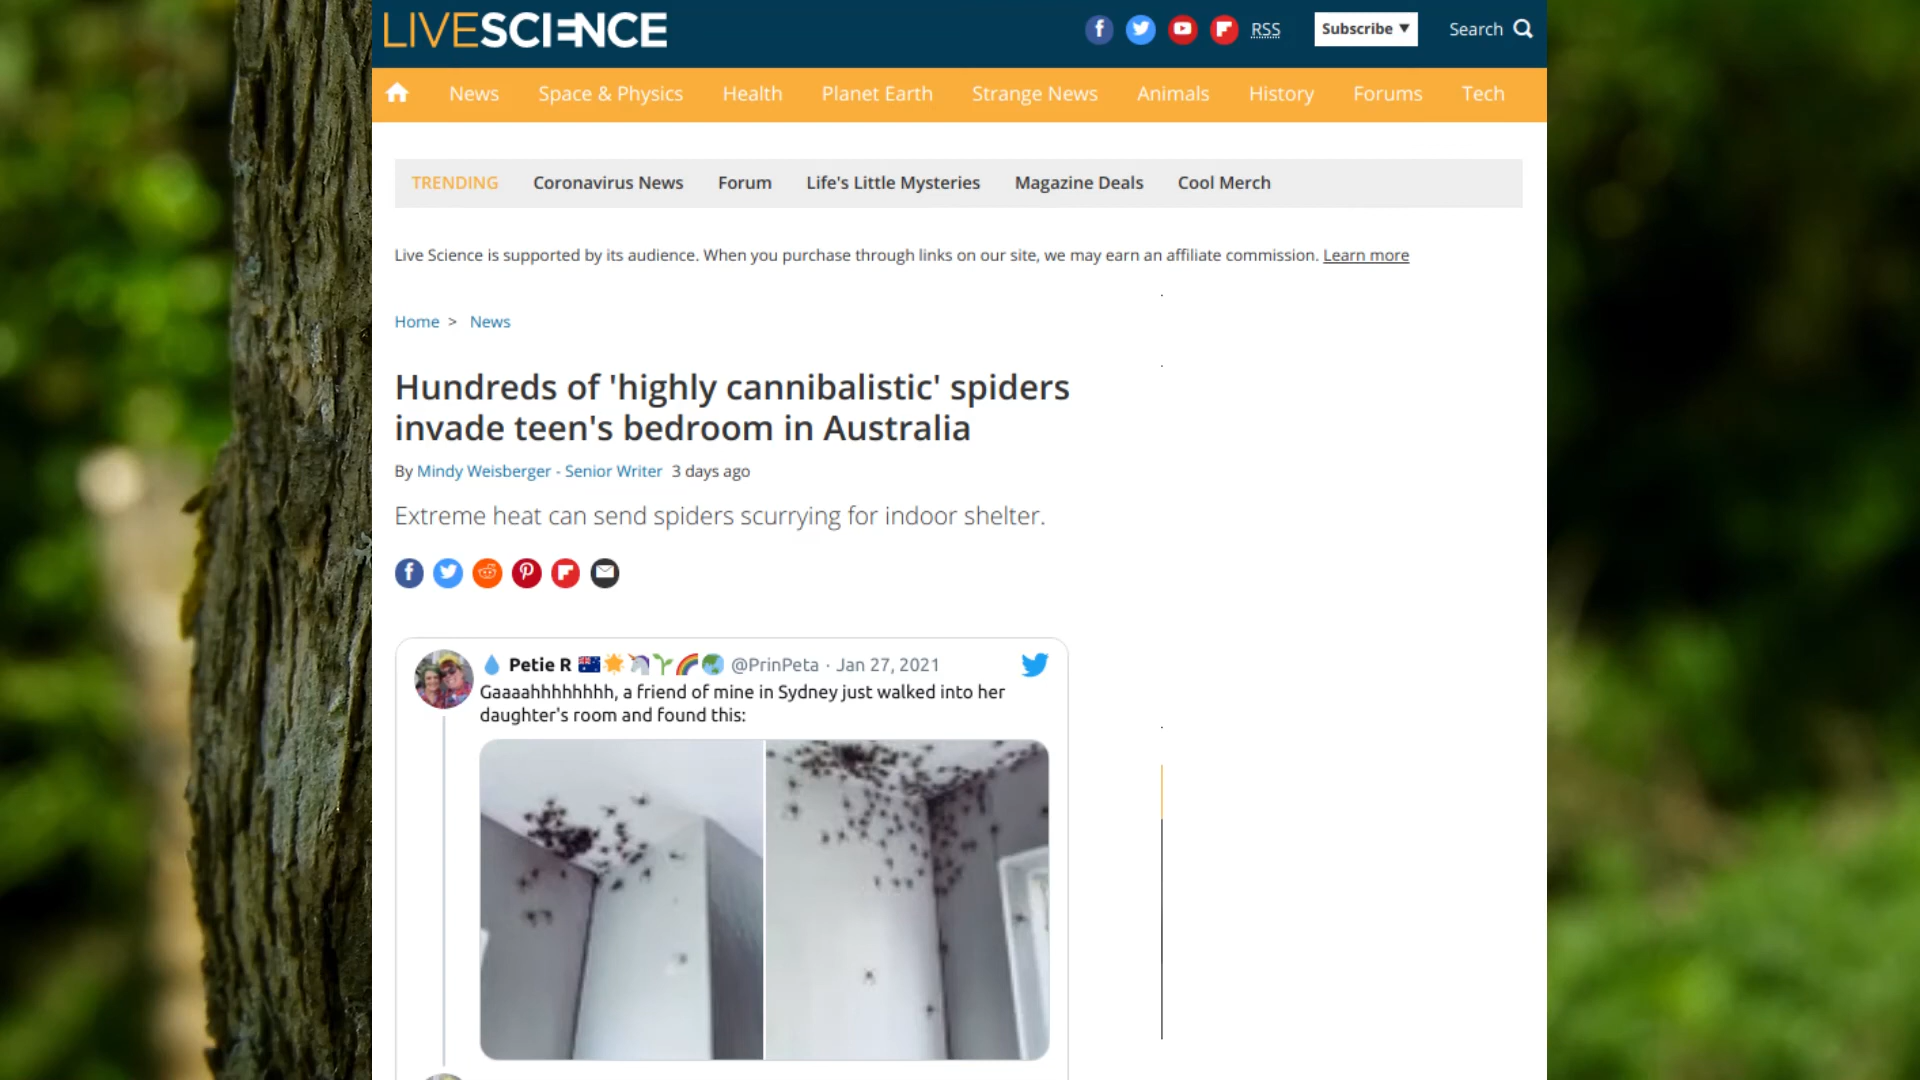 LIVESCIENCE
RSS
Subscribe ▼
Search
News
Space & Physics
Health
Planet Earth
Strange News
Animals
History
Forums
Tech
TRENDING
Coronavirus News
Forum
Life's Little Mysteries
Magazine Deals
Cool Merch
Live Science is supported by its audience. When you purchase through links on our site, we may earn an affiliate commission. Learn more
Home > News
Hundreds of 'highly cannibalistic' spiders
invade teen's bedroom in Australia
By Mindy Weisberger - Senior Writer 3 days ago
Extreme heat can send spiders scurrying for indoor shelter.
Petie R @PrinPeta · Jan 27, 2021
Gaaaahhhhhhhh, a friend of mine in Sydney just walked into her
daughter's room and found this: